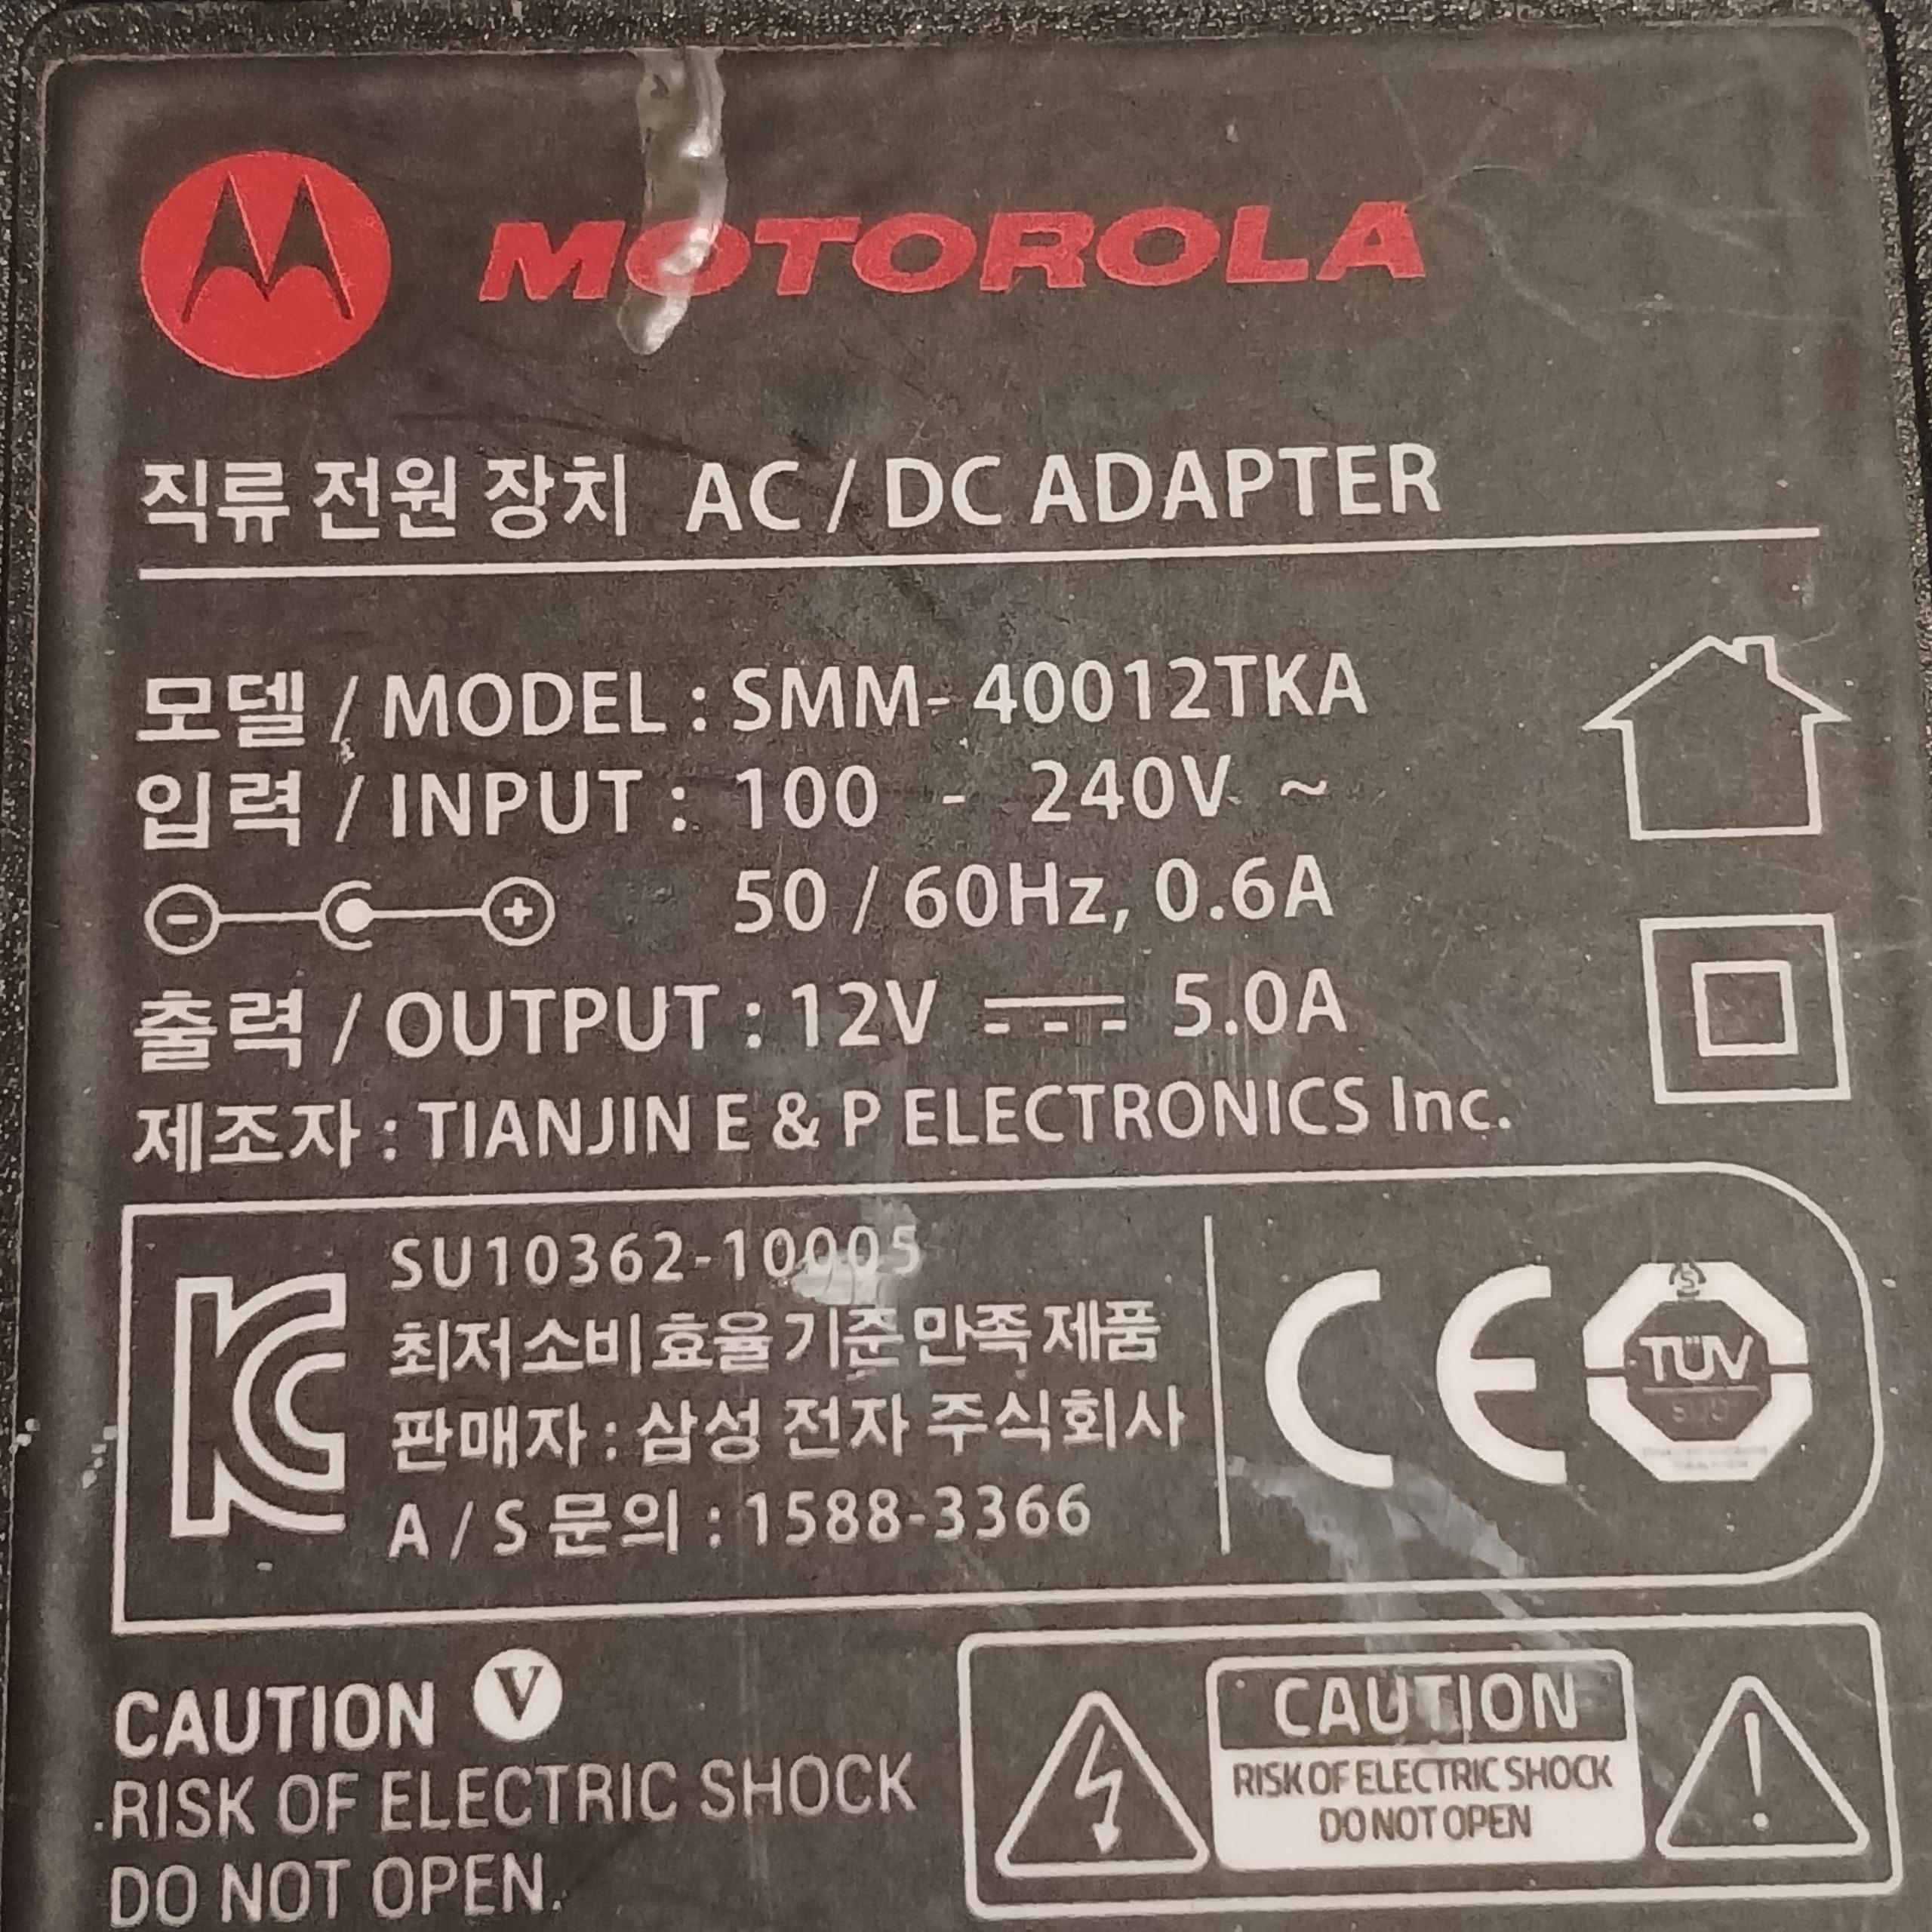 MOTOROLA
직류 전원 장치 AC / DC ADAPTER
모델 / MODEL : SMM- 40012TKA
입력 / INPUT : 100 - 240V ~
50 / 60Hz, 0.6A
출력 / OUTPUT : 12V 5.0A
제조자 : TIANJIN E & P ELECTRONICS Inc.
SU10362-10005
최저소비효율기준만족제품
판매자 : 삼성 전자 주식회사
A / S 문의 : 1588-3366
CE
S
TÜV
CAUTION V
RISK OF ELECTRIC SHOCK
DO NOT OPEN.
CAUTION
RISK OF ELECTRIC SHOCK
DO NOT OPEN